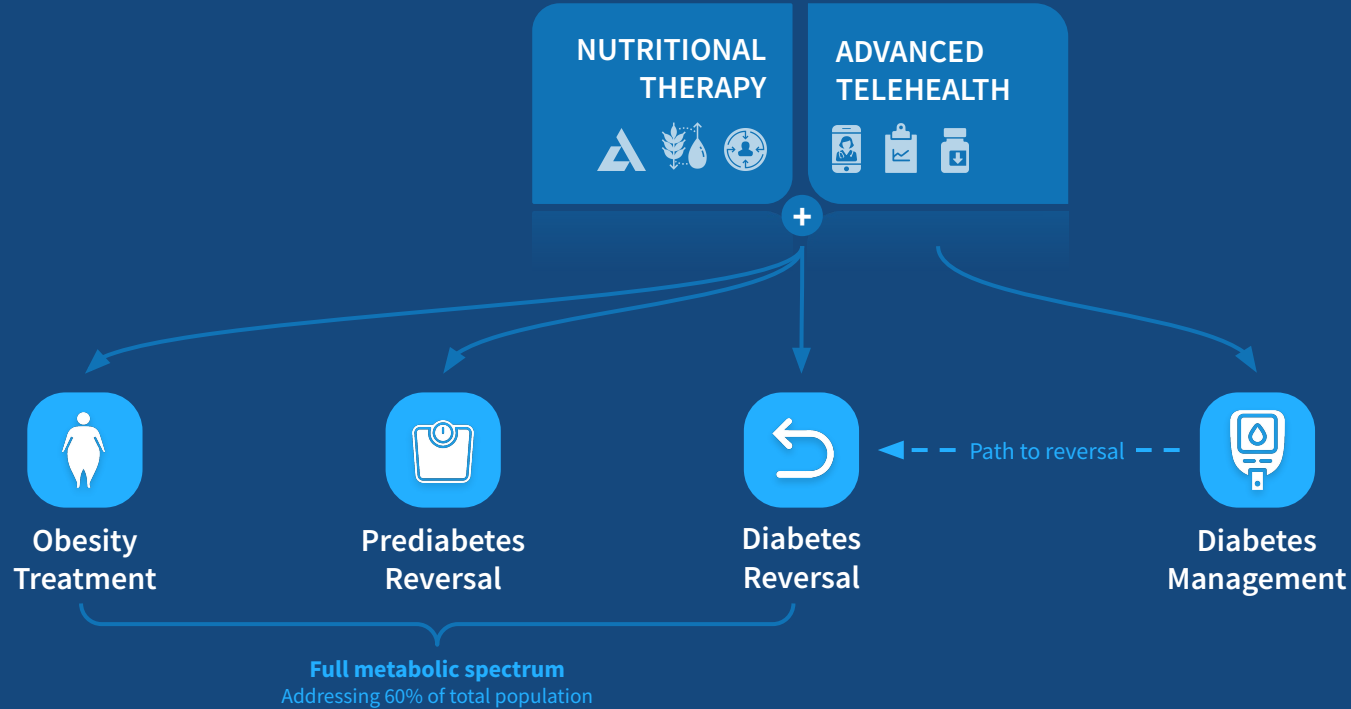 NUTRITIONAL
THERAPY
ADVANCED
TELEHEALTH
+
Path to reversal
Obesity
Treatment
Prediabetes
Reversal
Diabetes
Reversal
Diabetes
Management
Full metabolic spectrum
Addressing 60% of total population